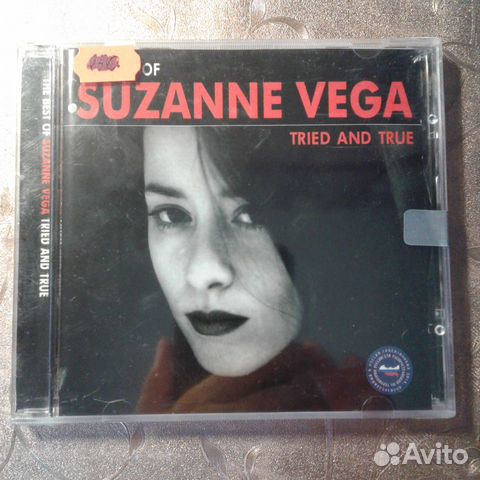 OF
SUZANNE VEGA
TRIED AND TRUE
THE BEST OF SUZANNE VEGA TRIED AND TRUE
Avito